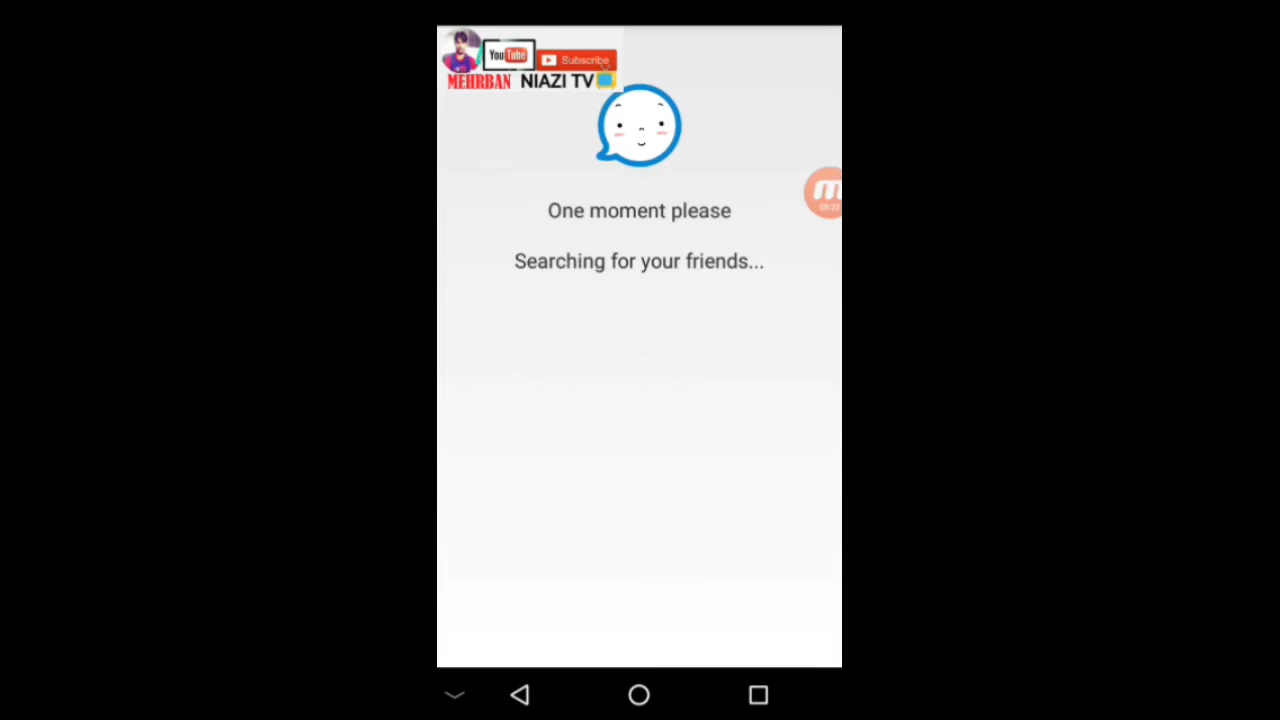 YouTube
Subscribe
MEHRBAN NIAZI TV
One moment please
Searching for your friends...